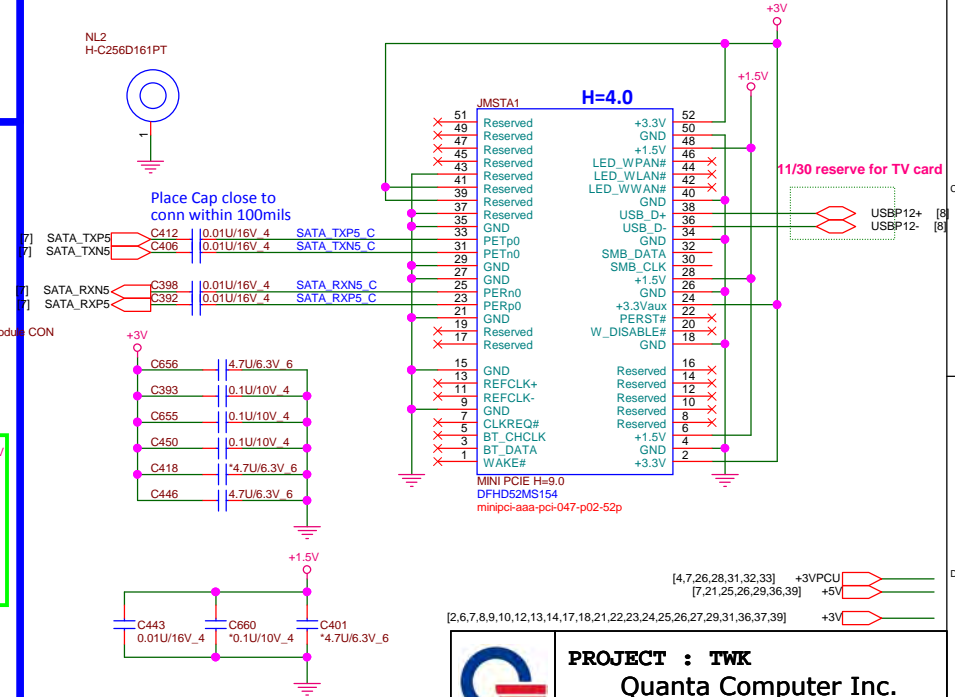 +3V
NL2
H-C256D161PT
1
+1.5V
JMSTA1
H=4.0
51 Reserved
49 Reserved
47 Reserved
45 Reserved
43 Reserved
41 Reserved
39 Reserved
37 Reserved
35 GND
33 PETp0
31 PETn0
29 GND
27 GND
25 PERn0
23 PERp0
21 GND
19 Reserved
17 Reserved
15 GND
13 REFCLK+
11 REFCLK-
9 GND
7 CLKREQ#
5 BT_CHCLK
3 BT_DATA
1 WAKE#
+3.3V 52
GND 50
+1.5V 48
LED_WPAN# 46
LED_WLAN# 44
LED_WWAN# 42
GND 40
USB_D+ 38
USB_D- 36
GND 34
SMB_DATA 32
SMB_CLK 30
+1.5V 28
GND 26
+3.3Vaux 24
PERST# 22
W_DISABLE# 20
GND 18
Reserved 16
Reserved 14
Reserved 12
Reserved 10
Reserved 8
+1.5V 6
GND 4
+3.3V 2
MINI PCIE H=9.0
DFHD52MS154
minipci-aaa-pci-047-p02-52p
11/30 reserve for TV card
USBP12+ [8]
USBP12- [8]
Place Cap close to
conn within 100mils
7] SATA_TXP5 C412 0.01U/16V_4 SATA_TXP5_C
7] SATA_TXN5 C406 0.01U/16V_4 SATA_TXN5_C
[7] SATA_RXN5 C398 0.01U/16V_4 SATA_RXN5_C
[7] SATA_RXP5 C392 0.01U/16V_4 SATA_RXP5_C
CON
+3V
C656 4.7U/6.3V_6
C393 0.1U/10V_4
C655 0.1U/10V_4
C450 0.1U/10V_4
C418 *4.7U/6.3V_6
C446 4.7U/6.3V_6
+1.5V
C443 0.01U/16V_4
C660 *0.1U/10V_4
C401 *4.7U/6.3V_6
[4,7,26,28,31,32,33] +3VPCU
[7,21,25,26,29,36,39] +5V
[2,6,7,8,9,10,12,13,14,17,18,21,22,23,24,25,26,27,29,31,36,37,39] +3V
PROJECT : TWK
Quanta Computer Inc.